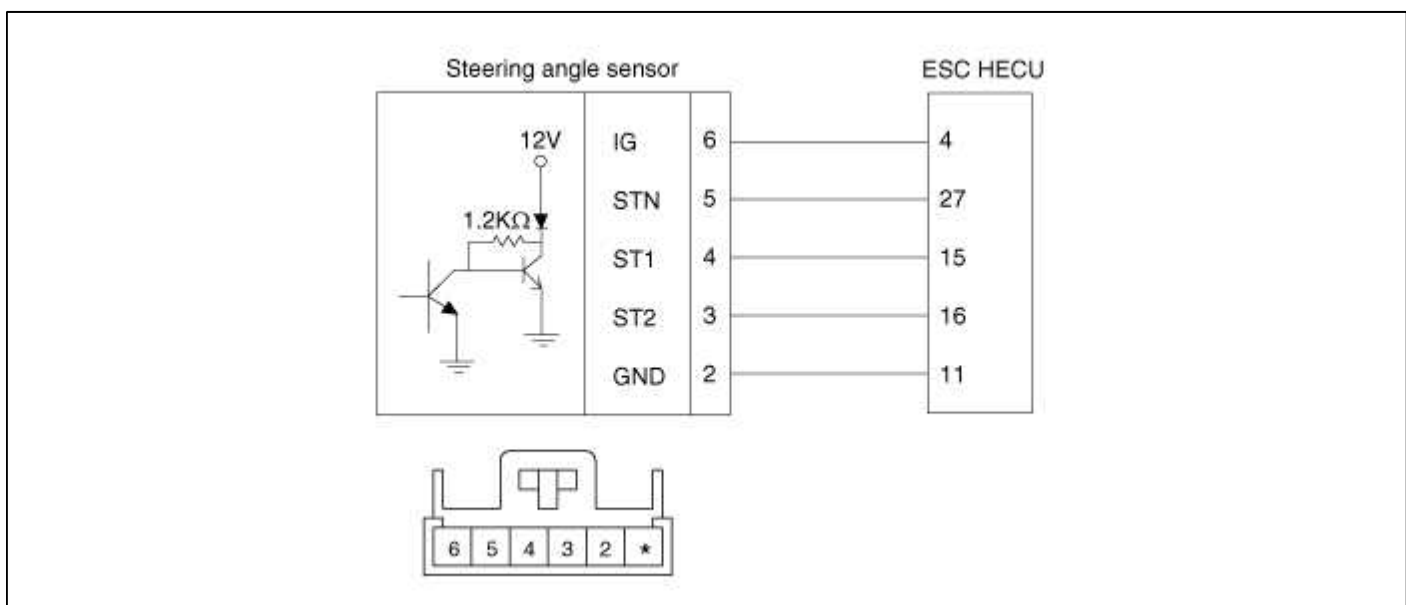 Steering angle sensor
ESC HECU
12V
1.2KΩ
IG 6 4
STN 5 27
ST1 4 15
ST2 3 16
GND 2 11
6 5 4 3 2 *